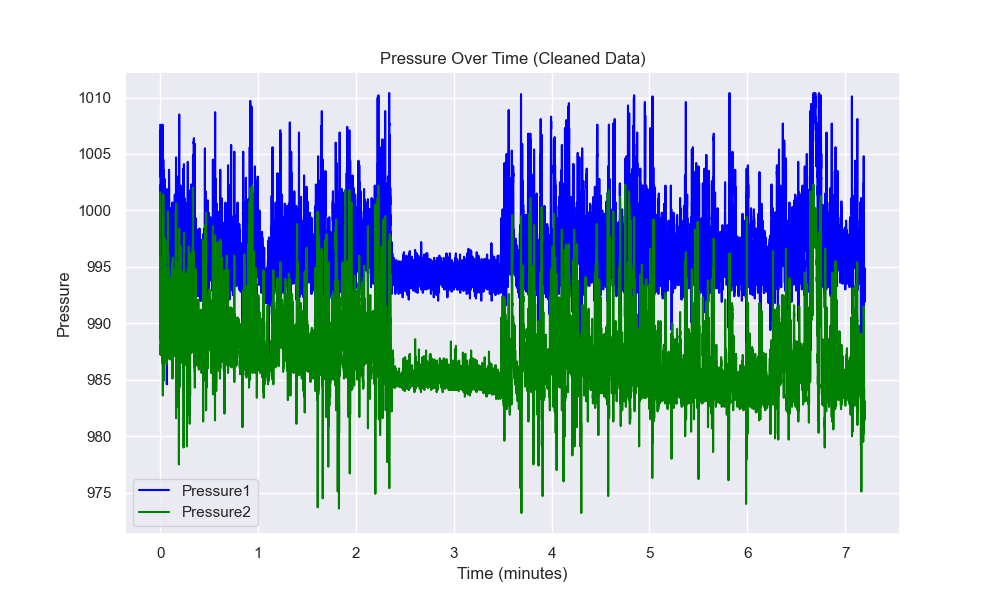 Pressure Over Time (Cleaned Data)
Pressure
1010
1005
1000
995
990
985
980
975
Pressure1
Pressure2
0 1 2 3 4 5 6 7
Time (minutes)